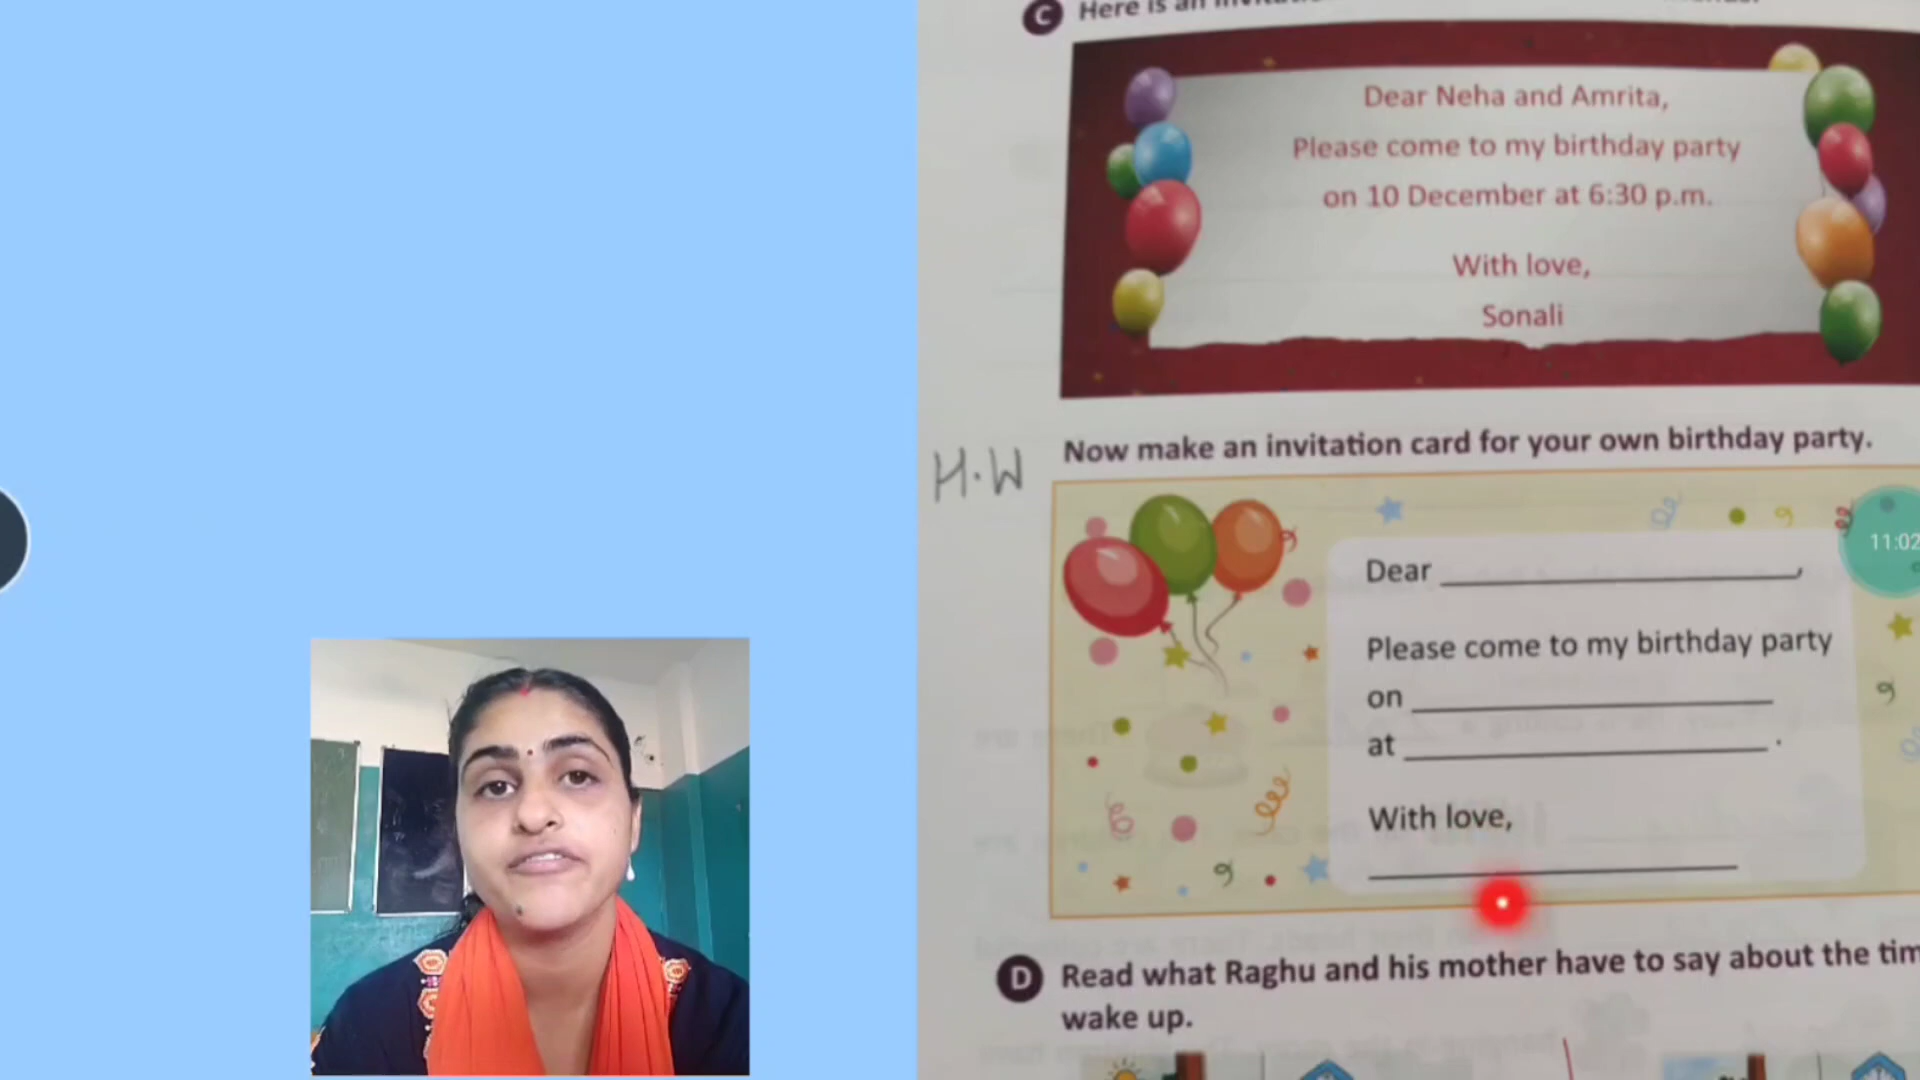 C Here is an
Dear Neha and Amrita,
Please come to my birthday party
on 10 December at 6:30 p.m.
With love,
Sonali
H.W
Now make an invitation card for your own birthday party.
11:02
Dear ,
Please come to my birthday party
on
at .
With love,
D Read what Raghu and his mother have to say about the tim
wake up.